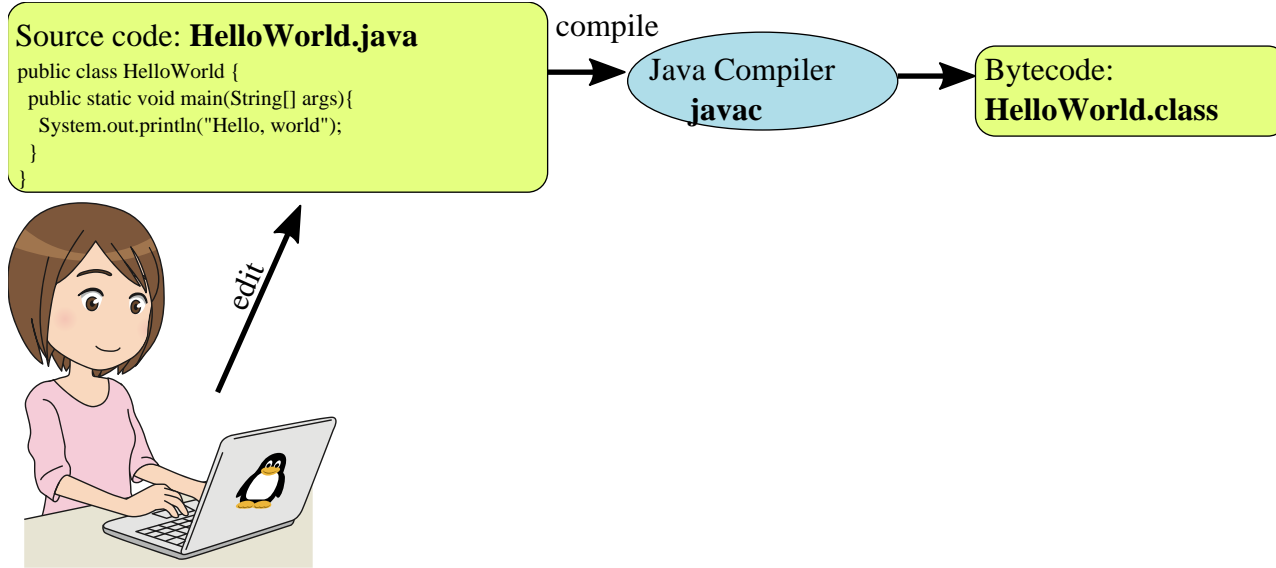 Source code: HelloWorld.java
public class HelloWorld {
public static void main(String[] args){
System.out.println("Hello, world");
}
}
compile
Java Compiler
javac
Bytecode:
HelloWorld.class
edit